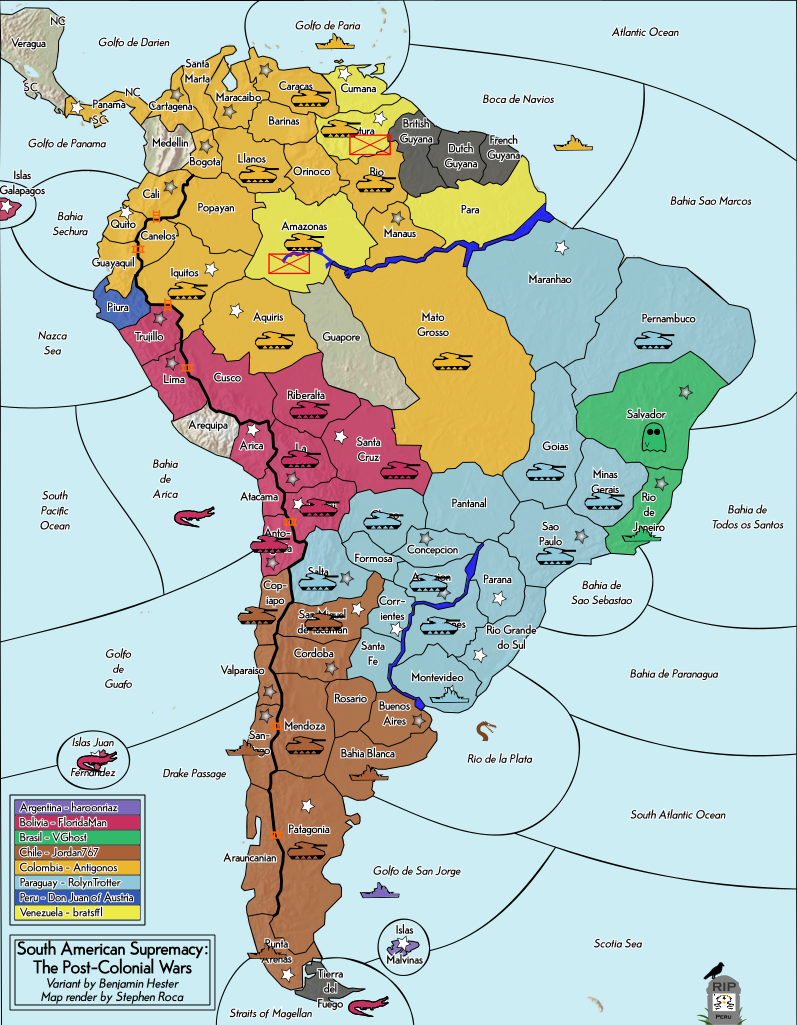 NC
Veragua
SC
Golfo de Darien
Golfo de Paria
Atlantic Ocean
Santa
Marta
NC
Panama
SC
Cartagena
Maracaibo
Caracas
Cumana
Boca de Navios
Barinas
British
Guyana
Dutch
Guyana
French
Guyana
Golfo de Panama
Medellin
Bogota
Llanos
Orinoco
Rio
Islas
Galapagos
Cali
Popayan
Amazonas
Para
Bahia Sao Marcos
Bahia
Sechura
Quito
Canelos
Manaus
Guayaquil
Iquitos
Maranhao
Piura
Aquiris
Guapore
Mato
Grosso
Pernambuco
Nazca
Sea
Trujillo
Lima
Cusco
Riberalta
Salvador
V
Arequipa
Arica
La
Santa
Cruz
Goias
Minas
Gerais
Bahia
de
Arica
South
Pacific
Ocean
Atacama
Pantanal
Rio
de
Janeiro
Bahia de
Todos os Santos
Anto-
Sao
Paulo
Concepcion
Formosa
Salta
Parana
Cop-
iapo
Corr-
ientes
Bahia de
Sao Sebastao
San Miguel
de Tucuman
Rio Grande
do Sul
Santa
Fe
Cordoba
Golfo
de
Guafo
Valparaiso
Montevideo
Bahia de Paranagua
Rosario
Buenos
Aires
San-
Mendoza
Bahia Blanca
Rio de la Plata
Islas Juan
Fernandez
Drake Passage
Argentina - haroonriaz
Bolivia - FloridaMan
Brasil - VGhost
Chile - Jordan767
Colombia - Antigonos
Paraguay - RolynTrotter
Peru - Don Juan of Austria
Venezuela - bratsffl
Patagonia
South Atlantic Ocean
Araucanian
Golfo de San Jorge
Islas
Malvinas
Scotia Sea
South American Supremacy:
The Post-Colonial Wars
Variant by Benjamin Hester
Map render by Stephen Roca
Punta
Arenas
Tierra
del
Fuego
Straits of Magellan
RIP
PERU